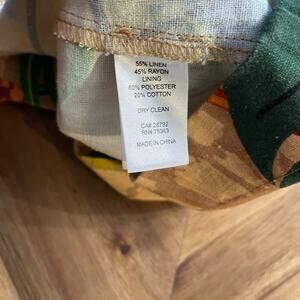 55% LINEN
45% RAYON
LINING
80% POLYESTER
20% COTTON
DRY CLEAN
CA# 26792
RN# 75343
MADE IN CHINA